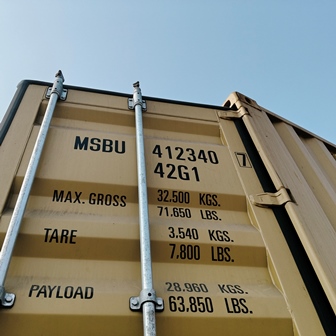 MSBU 412340 7
42G1
MAX. GROSS 32.500 KGS.
71.650 LBS.
TARE 3.540 KGS.
7.800 LBS.
PAYLOAD 28.960 KGS.
63.850 LBS.